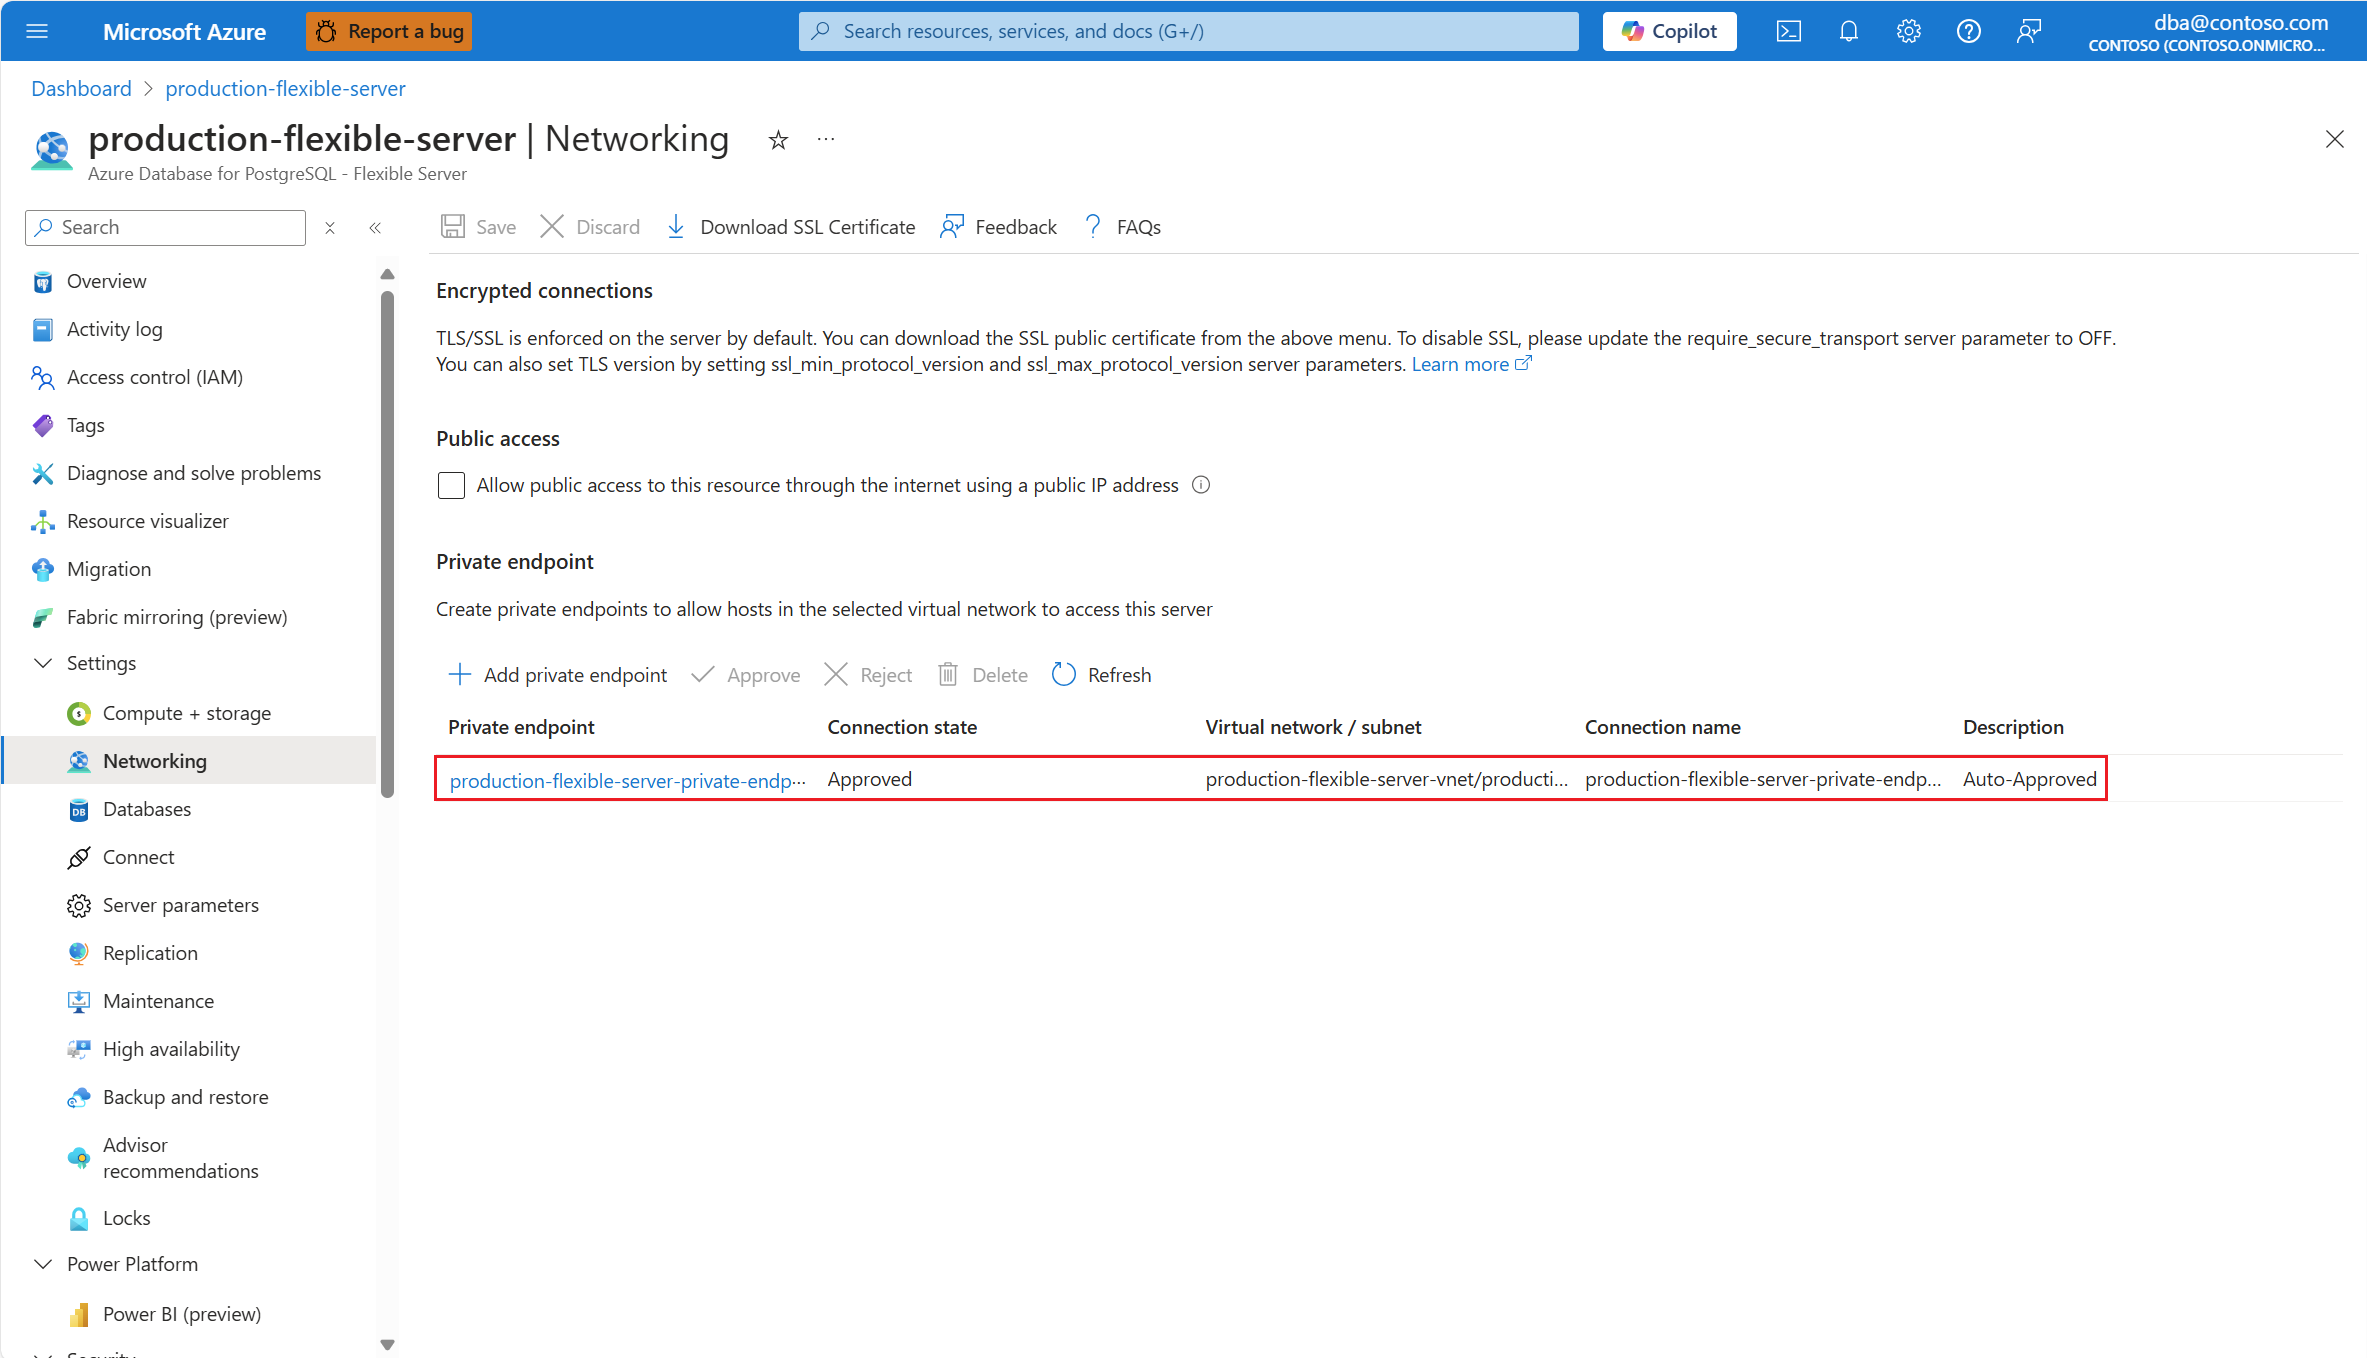 Microsoft Azure
Report a bug
Search resources, services, and docs (G+/)
Copilot
dba@contoso.com
CONTOSO (CONTOSO.ONMICRO...
Dashboard > production-flexible-server
production-flexible-server | Networking
Azure Database for PostgreSQL - Flexible Server
Search
Save
Discard
Download SSL Certificate
Feedback
FAQs
Overview
Activity log
Access control (IAM)
Tags
Diagnose and solve problems
Resource visualizer
Migration
Fabric mirroring (preview)
Settings
Compute + storage
Networking
Databases
Connect
Server parameters
Replication
Maintenance
High availability
Backup and restore
Advisor
recommendations
Locks
Power Platform
Power BI (preview)
Security
Encrypted connections
TLS/SSL is enforced on the server by default. You can download the SSL public certificate from the above menu. To disable SSL, please update the require_secure_transport server parameter to OFF.
You can also set TLS version by setting ssl_min_protocol_version and ssl_max_protocol_version server parameters. Learn more
Public access
Allow public access to this resource through the internet using a public IP address
Private endpoint
Create private endpoints to allow hosts in the selected virtual network to access this server
Add private endpoint
Approve
Reject
Delete
Refresh
Private endpoint Connection state Virtual network / subnet Connection name Description
production-flexible-server-private-endp... Approved production-flexible-server-vnet/producti... production-flexible-server-private-endp... Auto-Approved